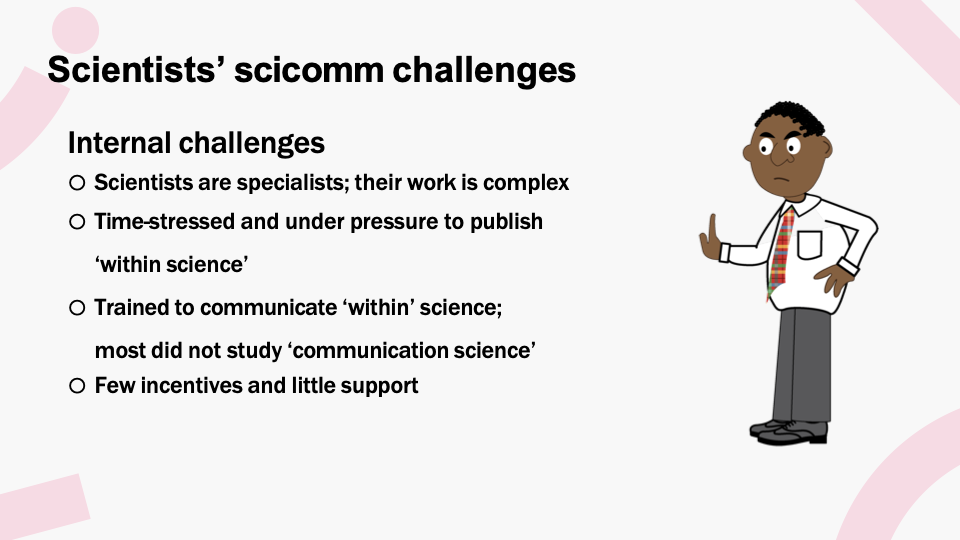 Scientists’ scicomm challenges
Internal challenges
Scientists are specialists; their work is complex
Time-stressed and under pressure to publish
‘within science’
Trained to communicate ‘within’ science;
most did not study ‘communication science’
Few incentives and little support